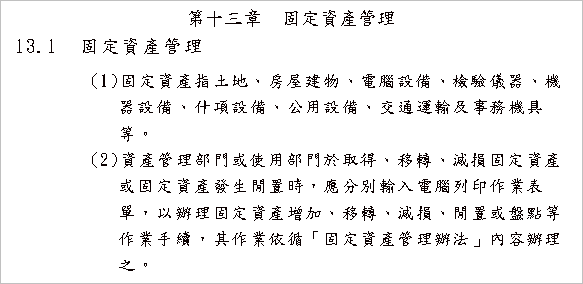 第十三章　固定資產管理
13.1　固定資產管理
(1)固定資產指土地、房屋建物、電腦設備、檢驗儀器、機
器設備、什項設備、公用設備、交通運輸及事務機具
等。
(2)資產管理部門或使用部門於取得、移轉、減損固定資產
或固定資產發生閒置時，應分別輸入電腦列印作業表
單，以辦理固定資產增加、移轉、減損、閒置或盤點等
作業手續，其作業依循「固定資產管理辦法」內容辦理
之。